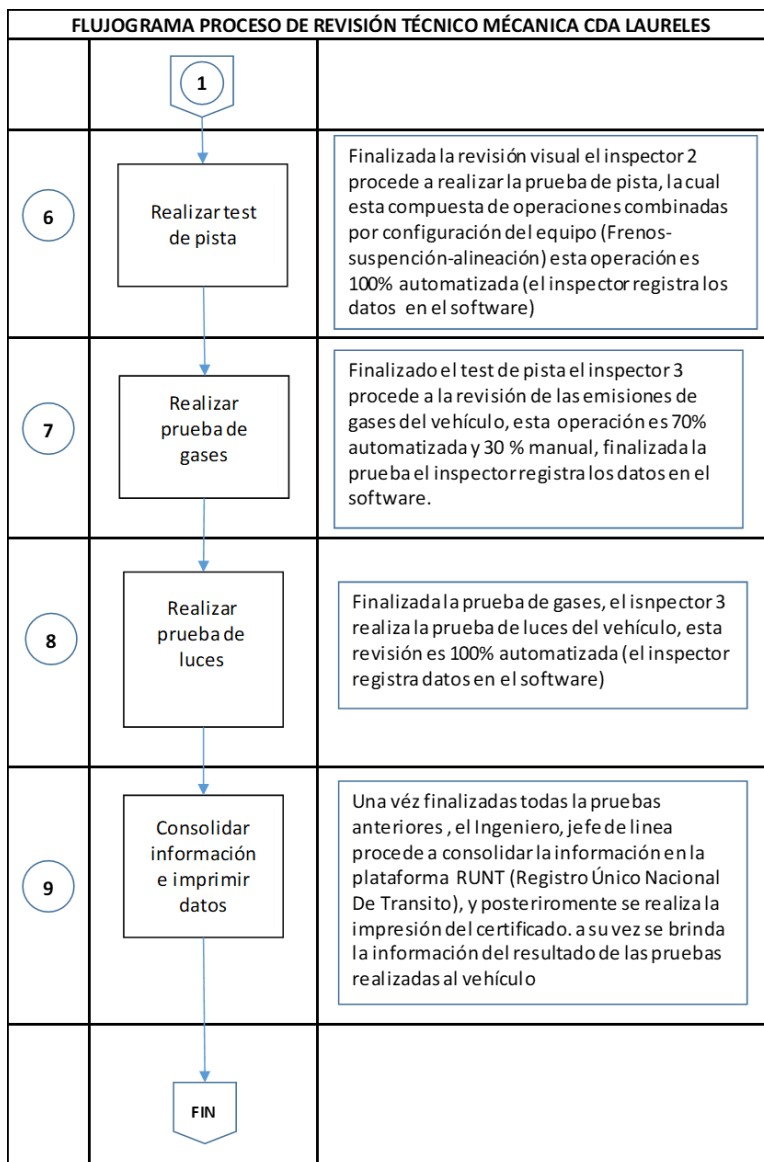 FLUJOGRAMA PROCESO DE REVISIÓN TÉCNICO MÉCANICA CDA LAURELES
1
6
Realizar test
de pista
Finalizada la revisión visual el inspector 2
procede a realizar la prueba de pista, la cual
esta compuesta de operaciones combinadas
por configuración del equipo (Frenos-
suspención-alineación) esta operación es
100% automatizada (el inspector registra los
datos en el software)
7
Realizar
prueba de
gases
Finalizado el test de pista el inspector 3
procede a la revisión de las emisiones de
gases del vehículo, esta operación es 70%
automatizada y 30 % manual, finalizada la
prueba el inspector registra los datos en el
software.
8
Realizar
prueba de
luces
Finalizada la prueba de gases, el isnpector 3
realiza la prueba de luces del vehículo, esta
revisión es 100% automatizada (el inspector
registra datos en el software)
9
Consolidar
información
e imprimir
datos
Una véz finalizadas todas la pruebas
anteriores , el Ingeniero, jefe de linea
procede a consolidar la información en la
plataforma RUNT (Registro Único Nacional
De Transito), y posteriromente se realiza la
impresión del certificado. a su vez se brinda
la información del resultado de las pruebas
realizadas al vehículo
FIN